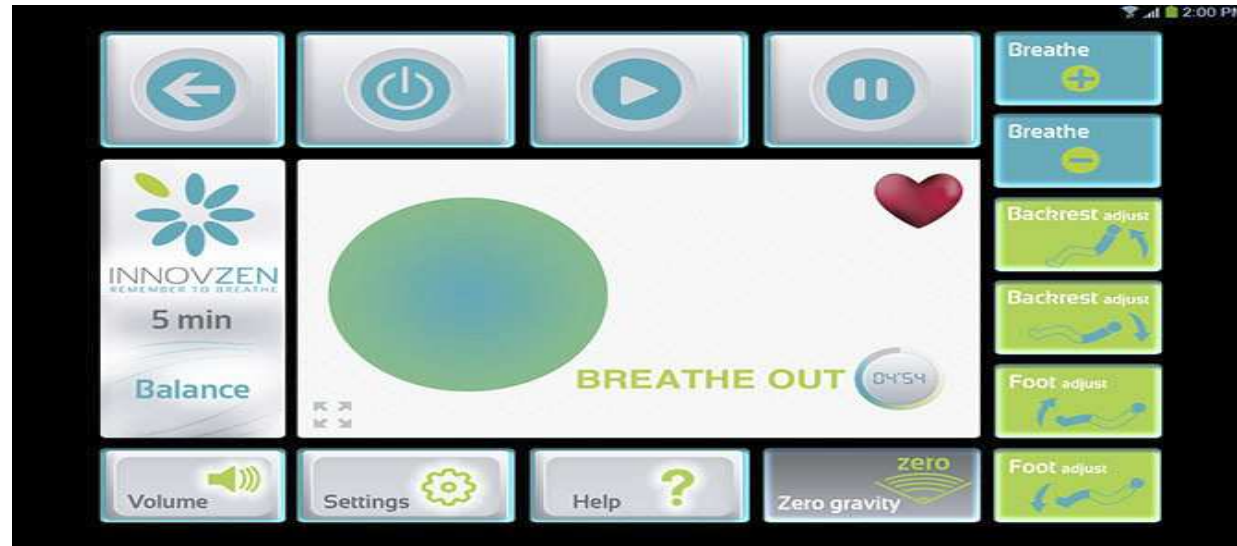 2:00 PM
Breathe
Breathe
INNOVZEN
REMEMBER TO BREATHE
5 min
Balance
BREATHE OUT 04'54
Backrest adjust
Backrest adjust
Foot adjust
Foot adjust
Volume
Settings
Help
zero
Zero gravity